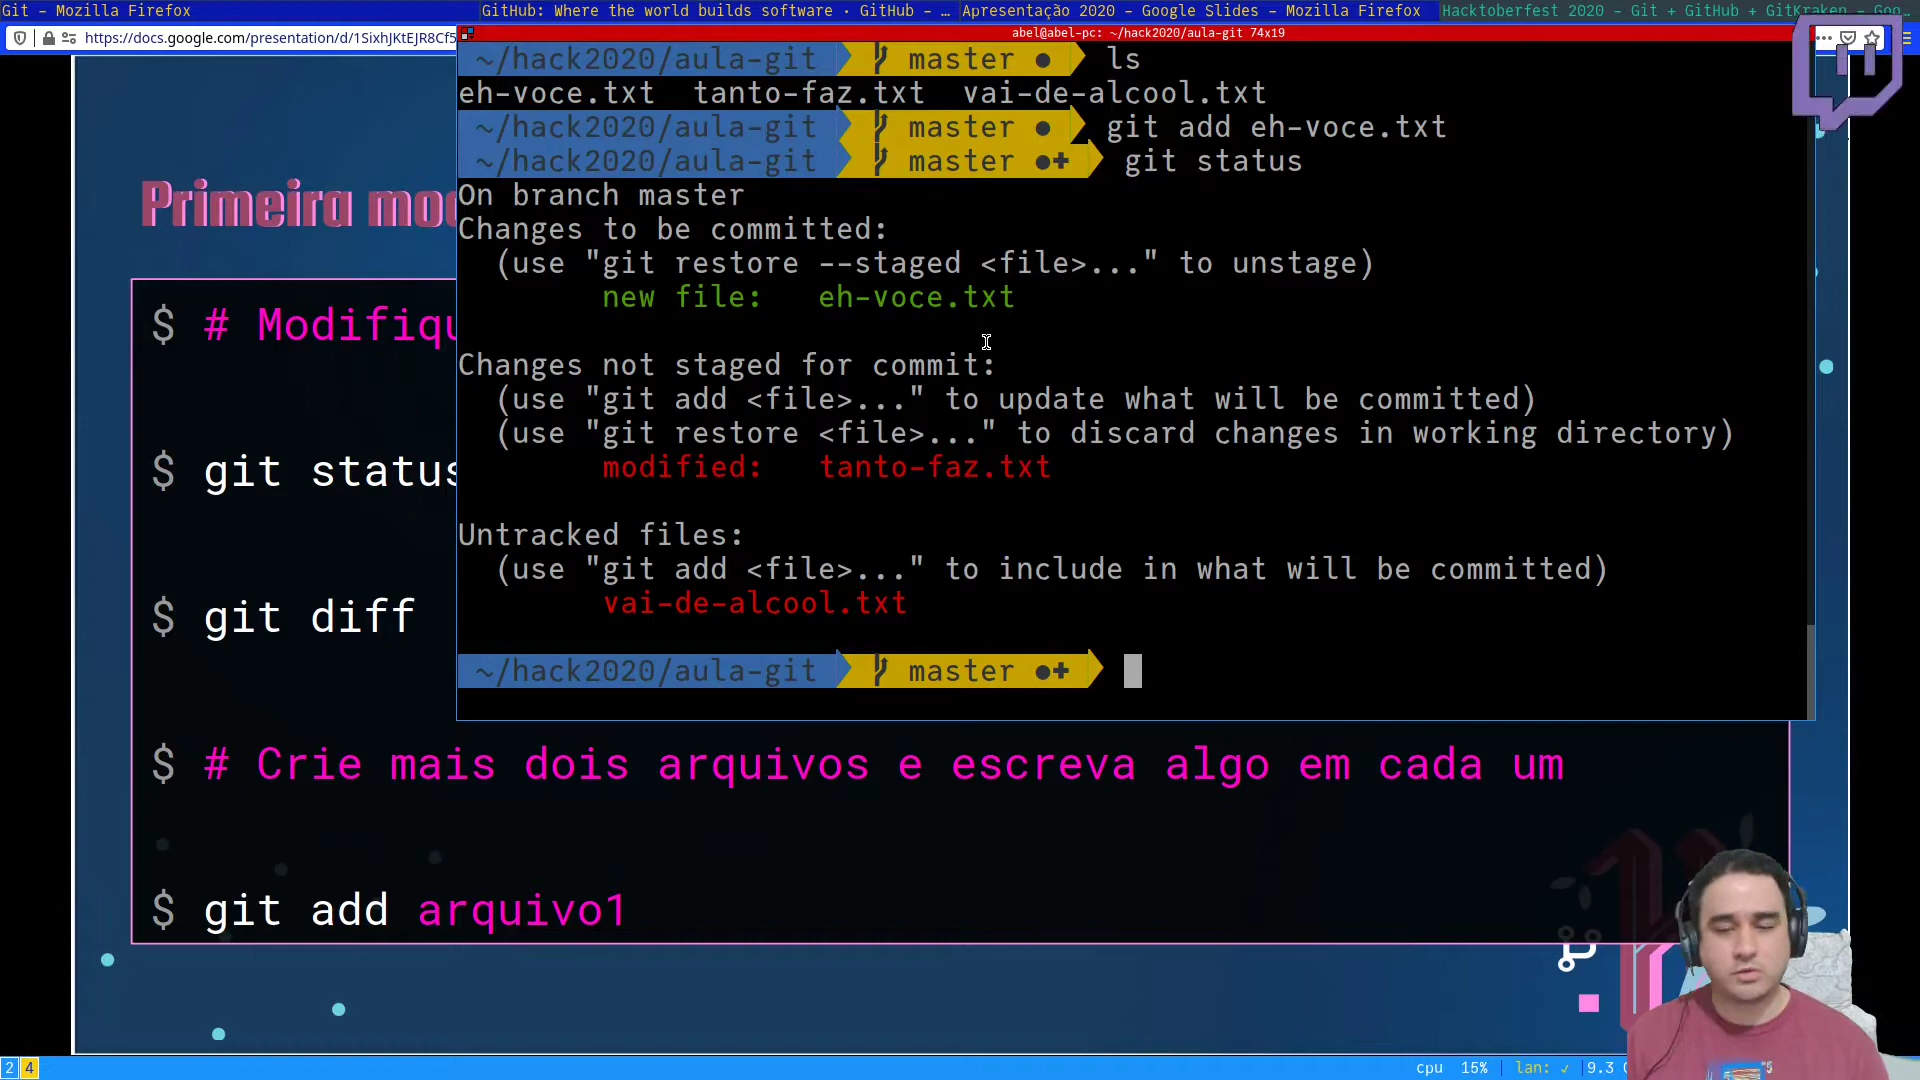 Git - Mozilla Firefox
GitHub: Where the world builds software · GitHub - …
Apresentação 2020 - Google Slides - Mozilla Firefox
Hacktoberfest 2020 - Git + GitHub + GitKraken - Goo…
https://docs.google.com/presentation/d/1SixhJKtEJR8Cf5
abel@abel-pc: ~/hack2020/aula-git 74x19
~/hack2020/aula-git master ● ls
eh-voce.txt tanto-faz.txt vai-de-alcool.txt
~/hack2020/aula-git master ● git add eh-voce.txt
~/hack2020/aula-git master ●✚ git status
On branch master
Changes to be committed:
(use "git restore --staged <file>..." to unstage)
new file: eh-voce.txt
Changes not staged for commit:
(use "git add <file>..." to update what will be committed)
(use "git restore <file>..." to discard changes in working directory)
modified: tanto-faz.txt
Untracked files:
(use "git add <file>..." to include in what will be committed)
vai-de-alcool.txt
~/hack2020/aula-git master ●✚
Primeira
$ # Modifiqu
$ git status
$ git diff
$ # Crie mais dois arquivos e escreva algo em cada um
$ git add arquivo1
2 4
cpu 15% lan: ✓ 9.3